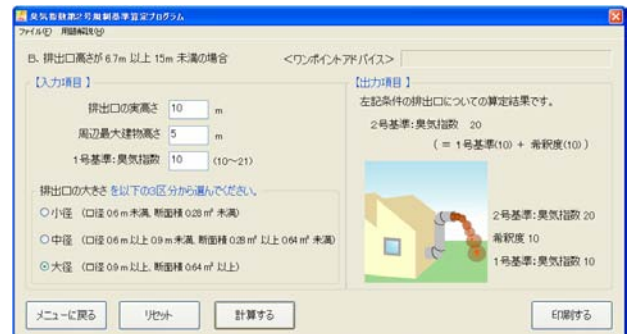 臭気指数第2号規制基準算定プログラム
ファイル(F) 用語解説(H)
B. 排出口高さが 6.7m 以上 15m 未満の場合
<ワンポイントアドバイス>
【入力項目】
排出口の実高さ 10 m
周辺最大建物高さ 5 m
1号基準:臭気指数 10 (10~21)
排出口の大きさ を以下の3区分から選んでください。
小径 (口径 0.6 m 未満, 断面積 0.28 m² 未満)
中径 (口径 0.6 m 以上 0.9 m 未満, 断面積 0.28 m² 以上 0.64 m² 未満)
大径 (口径 0.9 m 以上, 断面積 0.64 m² 以上)
【出力項目】
左記条件の排出口についての算定結果です。
2号基準:臭気指数 20
( = 1号基準(10) + 希釈度(10) )
2号基準:臭気指数 20
希釈度 10
1号基準:臭気指数 10
メニューに戻る リセット 計算する 印刷する